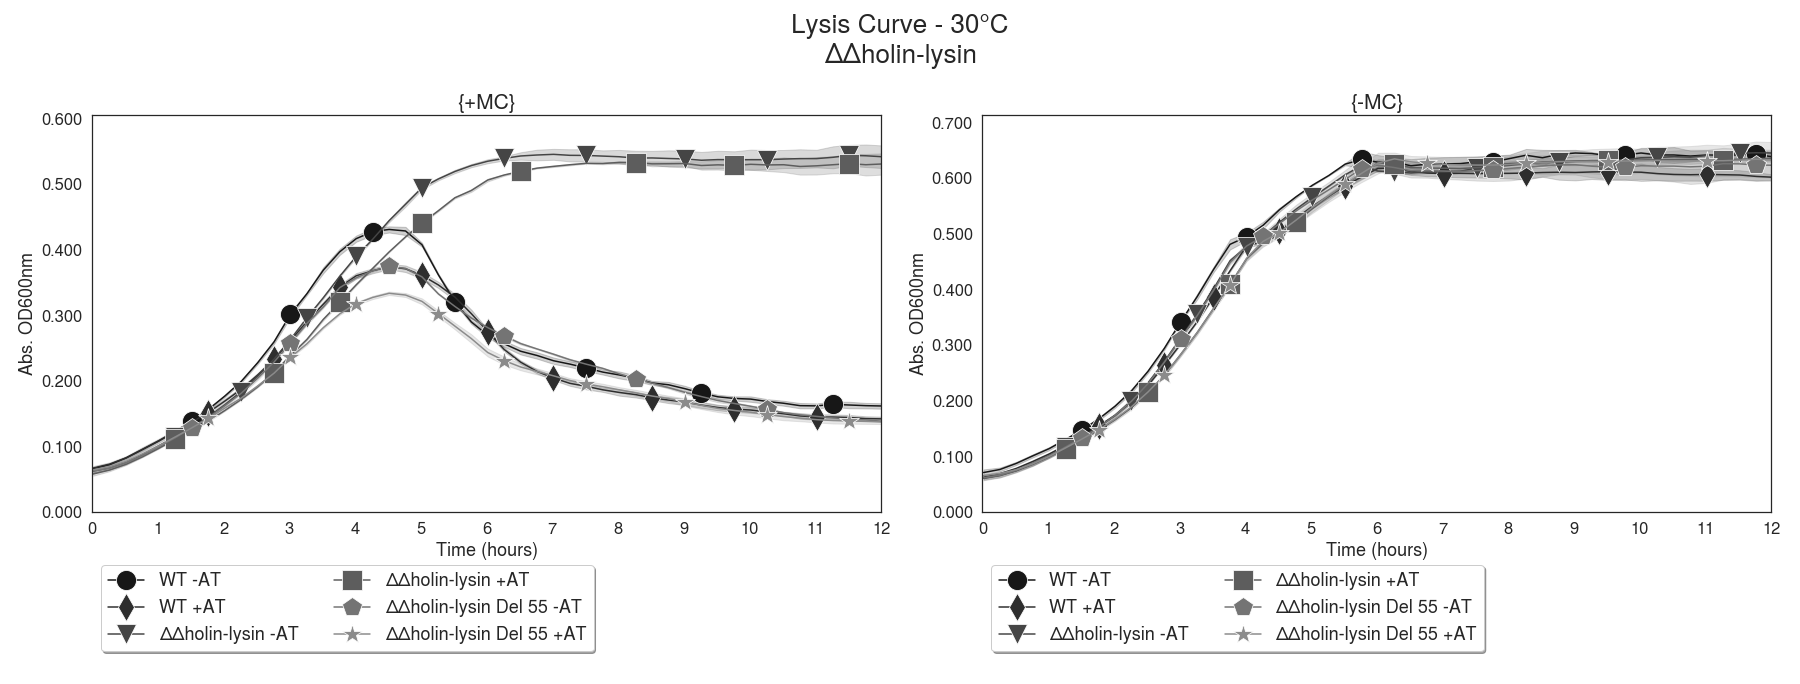 Lysis Curve - 30°C
ΔΔholin-lysin
{+MC}
0.600
0.500
0.400
0.300
0.200
0.100
0.000
Abs. OD600nm
0 1 2 3 4 5 6 7 8 9 10 11 12
Time (hours)
WT -AT
WT +AT
ΔΔholin-lysin -AT
ΔΔholin-lysin +AT
ΔΔholin-lysin Del 55 -AT
ΔΔholin-lysin Del 55 +AT
{-MC}
0.700
0.600
0.500
0.400
0.300
0.200
0.100
0.000
Abs. OD600nm
0 1 2 3 4 5 6 7 8 9 10 11 12
Time (hours)
WT -AT
WT +AT
ΔΔholin-lysin -AT
ΔΔholin-lysin +AT
ΔΔholin-lysin Del 55 -AT
ΔΔholin-lysin Del 55 +AT